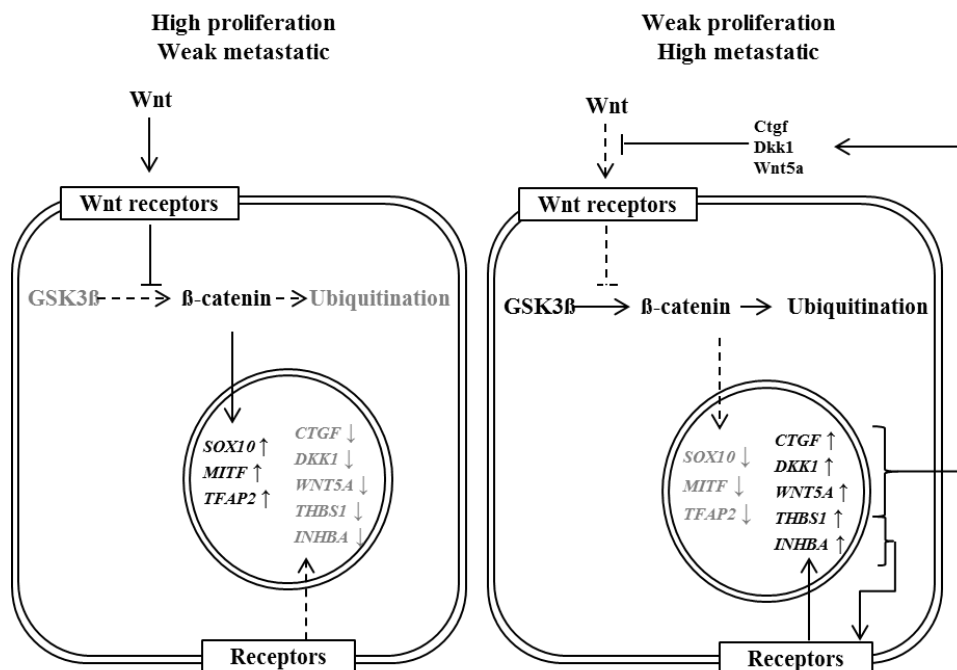 High proliferation
Weak metastatic
Wnt
Wnt receptors
GSK3ß
ß-catenin
Ubiquitination
SOX10 ↑
MITF ↑
TFAP2 ↑
CTGF ↓
DKK1 ↓
WNT5A ↓
THBS1 ↓
INHBA ↓
Receptors
Weak proliferation
High metastatic
Wnt
Ctgf
Dkk1
Wnt5a
Wnt receptors
GSK3ß
ß-catenin
Ubiquitination
SOX10 ↓
MITF ↓
TFAP2 ↓
CTGF ↑
DKK1 ↑
WNT5A ↑
THBS1 ↑
INHBA ↑
Receptors